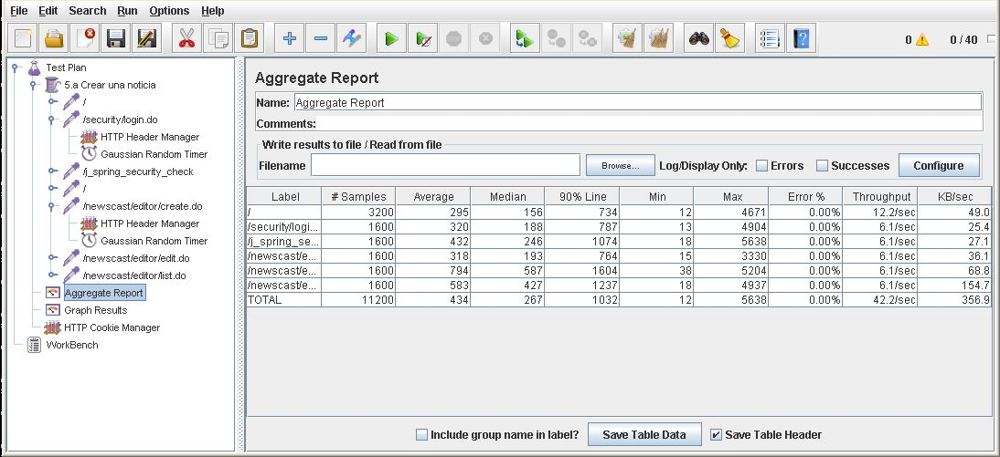 File Edit Search Run Options Help
0 0 / 40
Test Plan
5.a Crear una noticia
/
/security/login.do
HTTP Header Manager
Gaussian Random Timer
/j_spring_security_check
/
/newscast/editor/create.do
HTTP Header Manager
Gaussian Random Timer
/newscast/editor/edit.do
/newscast/editor/list.do
Aggregate Report
Graph Results
HTTP Cookie Manager
WorkBench
Aggregate Report
Name: Aggregate Report
Comments:
Write results to file / Read from file
Filename Browse... Log/Display Only: Errors Successes Configure
Label # Samples Average Median 90% Line Min Max Error % Throughput KB/sec
/ 3200 295 156 734 12 4671 0.00% 12.2/sec 49.0
/security/logi... 1600 320 188 787 13 4904 0.00% 6.1/sec 25.4
/j_spring_se... 1600 432 246 1074 18 5638 0.00% 6.1/sec 27.1
/newscast/e... 1600 318 193 764 15 3330 0.00% 6.1/sec 36.1
/newscast/e... 1600 794 587 1604 38 5204 0.00% 6.1/sec 68.8
/newscast/e... 1600 583 427 1237 18 4937 0.00% 6.1/sec 154.7
TOTAL 11200 434 267 1032 12 5638 0.00% 42.2/sec 356.9
Include group name in label? Save Table Data Save Table Header